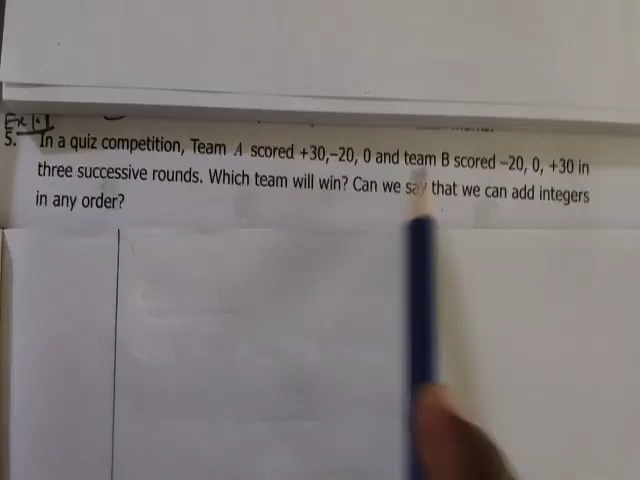 Ex 1.1
5. In a quiz competition, Team A scored +30,–20, 0 and team B scored –20, 0, +30 in
three successive rounds. Which team will win? Can we say that we can add integers
in any order?